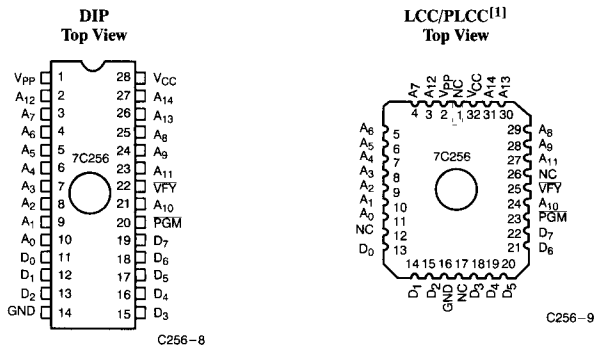 DIP
Top View
VPP 1 28 VCC
A12 2 27 A14
A7 3 26 A13
A6 4 25 A8
A5 5 24 A9
7C256
A4 6 23 A11
A3 7 22 VFY
A2 8 21 A10
A1 9 20 PGM
A0 10 19 D7
D0 11 18 D6
D1 12 17 D5
D2 13 16 D4
GND 14 15 D3
C256-8
LCC/PLCC[1]
Top View
A7 A12 VPP NC VCC A14 A13
4 3 2 1 32 31 30
A6 5 29 A8
A5 6 28 A9
A4 7 27 A11
7C256
A3 8 26 NC
A2 9 25 VFY
A1 10 24 A10
A0 11 23 PGM
NC 12 22 D7
D0 13 21 D6
14 15 16 17 18 19 20
D1 D2 GND NC D3 D4 D5
C256-9